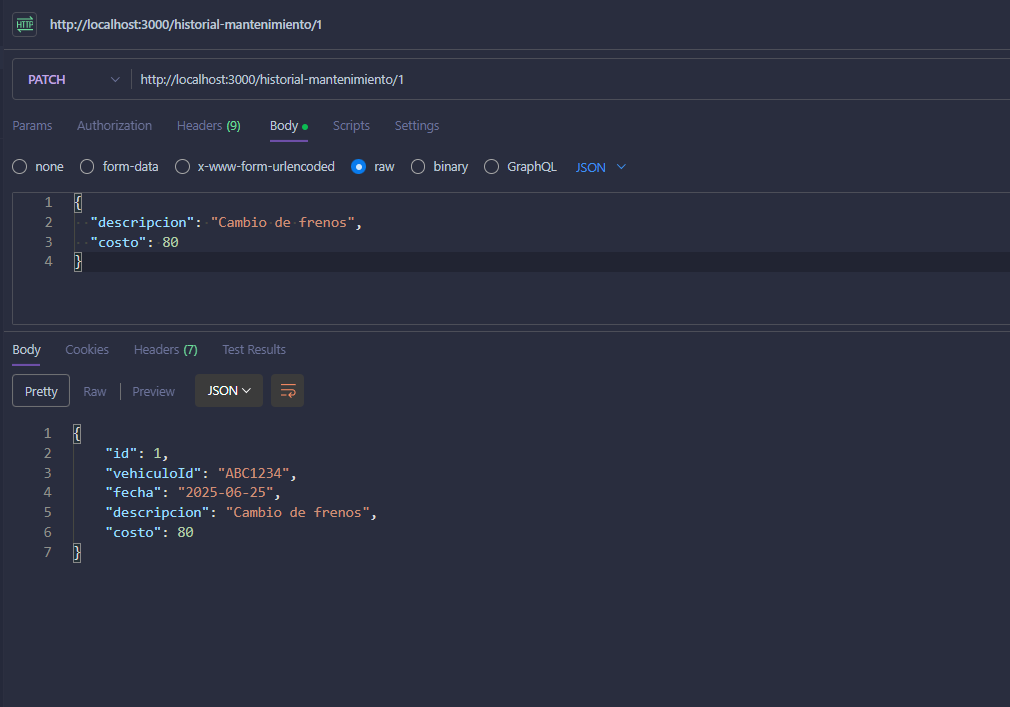 HTTP http://localhost:3000/historial-mantenimiento/1
PATCH http://localhost:3000/historial-mantenimiento/1
Params Authorization Headers (9) Body Scripts Settings
none form-data x-www-form-urlencoded raw binary GraphQL JSON
1 {
2 "descripcion": "Cambio de frenos",
3 "costo": 80
4 }
Body Cookies Headers (7) Test Results
Pretty Raw Preview JSON
1 {
2 "id": 1,
3 "vehiculoId": "ABC1234",
4 "fecha": "2025-06-25",
5 "descripcion": "Cambio de frenos",
6 "costo": 80
7 }